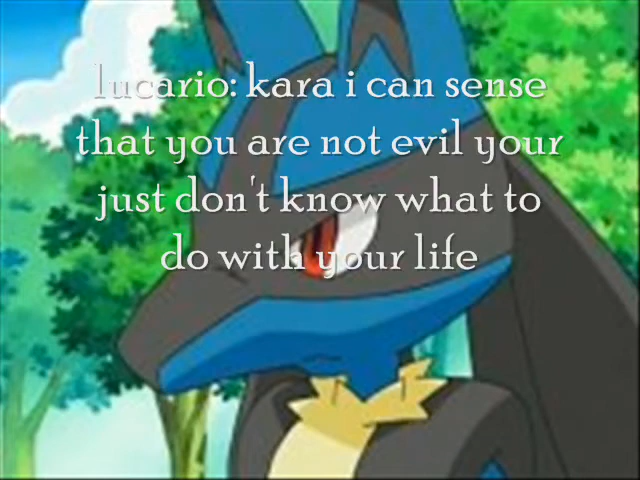 lucario: kara i can sense
that you are not evil your
just don't know what to
do with your life